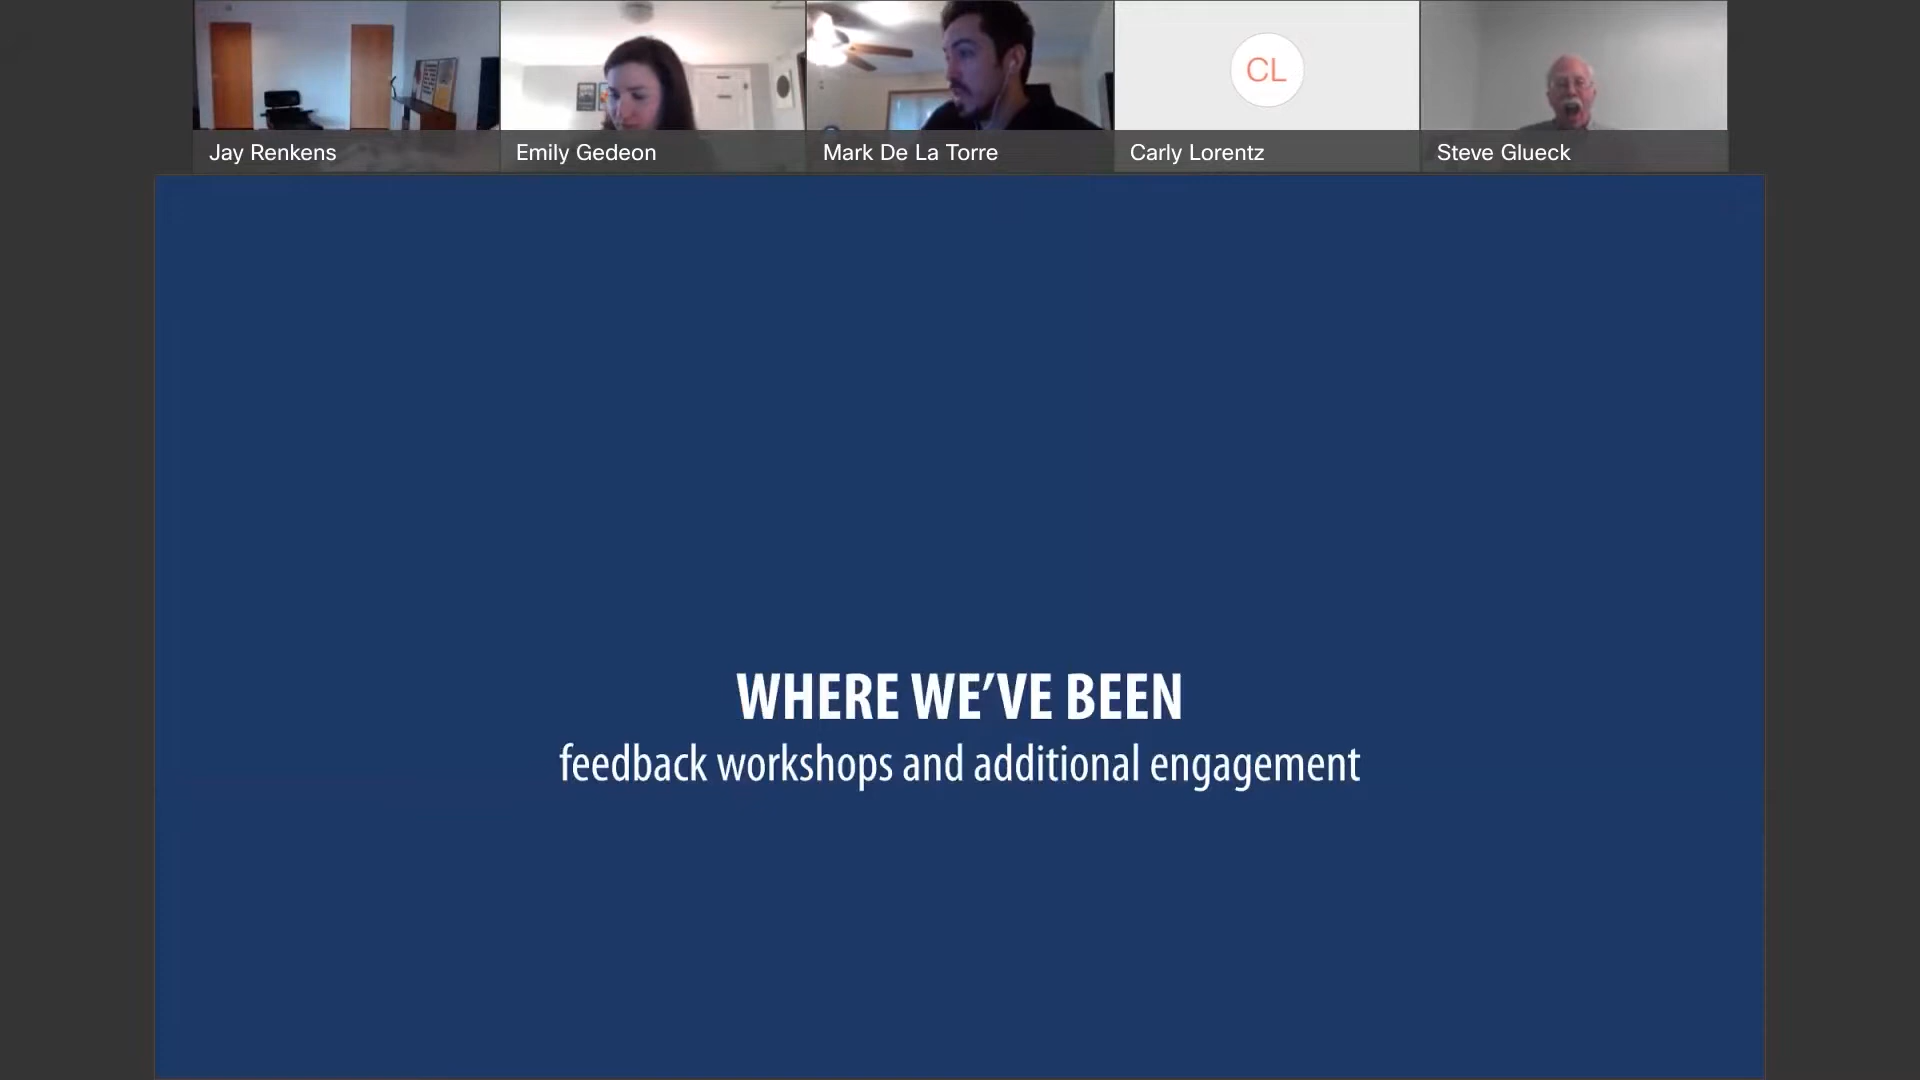 CL
Jay Renkens
Emily Gedeon
Mark De La Torre
Carly Lorentz
Steve Glueck
WHERE WE’VE BEEN
feedback workshops and additional engagement